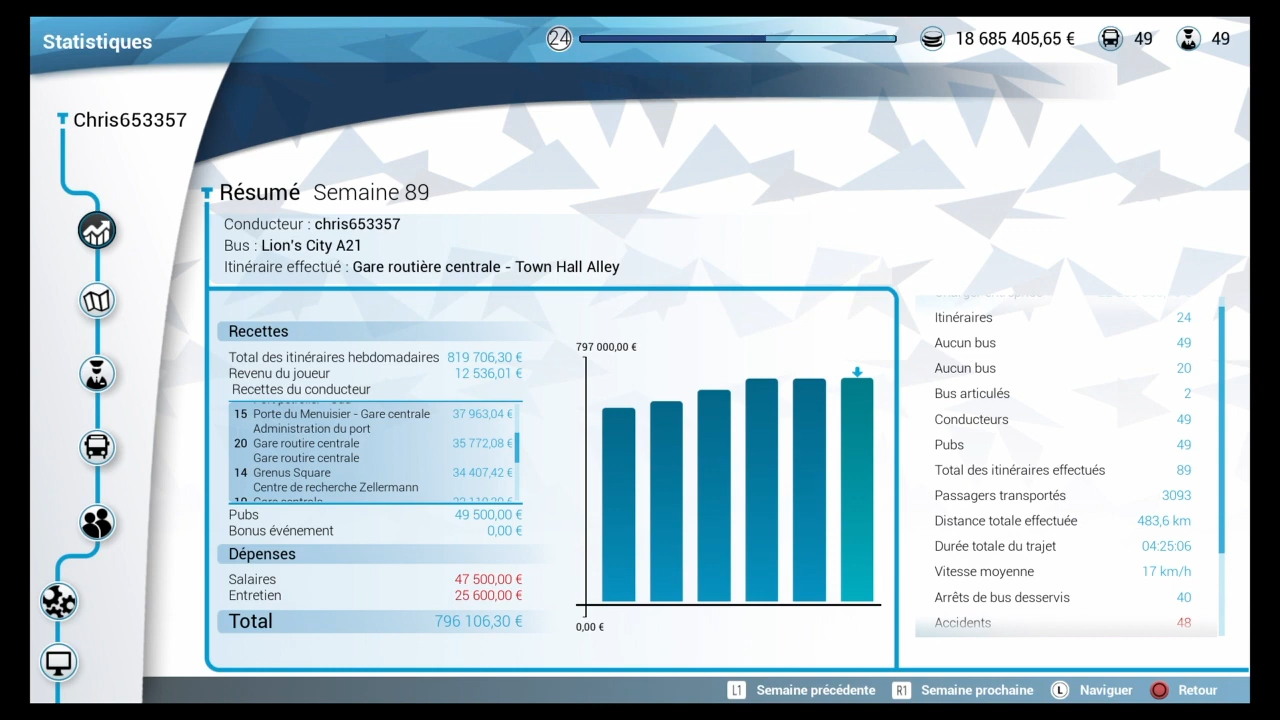 Statistiques
24
18 685 405,65 €
49
49
Chris653357
Résumé Semaine 89
Conducteur : chris653357
Bus : Lion's City A21
Itinéraire effectué : Gare routière centrale - Town Hall Alley
Recettes
Total des itinéraires hebdomadaires 819 706,30 €
Revenu du joueur 12 536,01 €
Recettes du conducteur
15 Porte du Menuisier - Gare centrale 37 963,04 €
Administration du port
20 Gare routire centrale 35 772,08 €
Gare routire centrale
14 Grenus Square 34 407,42 €
Centre de recherche Zellermann
Pubs 49 500,00 €
Bonus événement 0,00 €
Dépenses
Salaires 47 500,00 €
Entretien 25 600,00 €
Total 796 106,30 €
797 000,00 €
0,00 €
Itinéraires 24
Aucun bus 49
Aucun bus 20
Bus articulés 2
Conducteurs 49
Pubs 49
Total des itinéraires effectués 89
Passagers transportés 3093
Distance totale effectuée 483,6 km
Durée totale du trajet 04:25:06
Vitesse moyenne 17 km/h
Arrêts de bus desservis 40
Accidents 48
L1 Semaine précédente R1 Semaine prochaine L Naviguer Retour